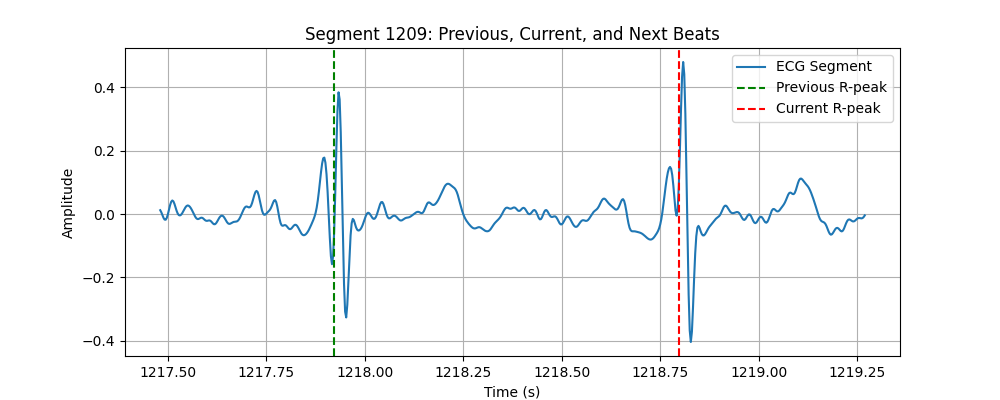 Segment 1209: Previous, Current, and Next Beats
ECG Segment
Previous R-peak
Current R-peak
Amplitude
0.4
0.2
0.0
−0.2
−0.4
1217.50 1217.75 1218.00 1218.25 1218.50 1218.75 1219.00 1219.25
Time (s)